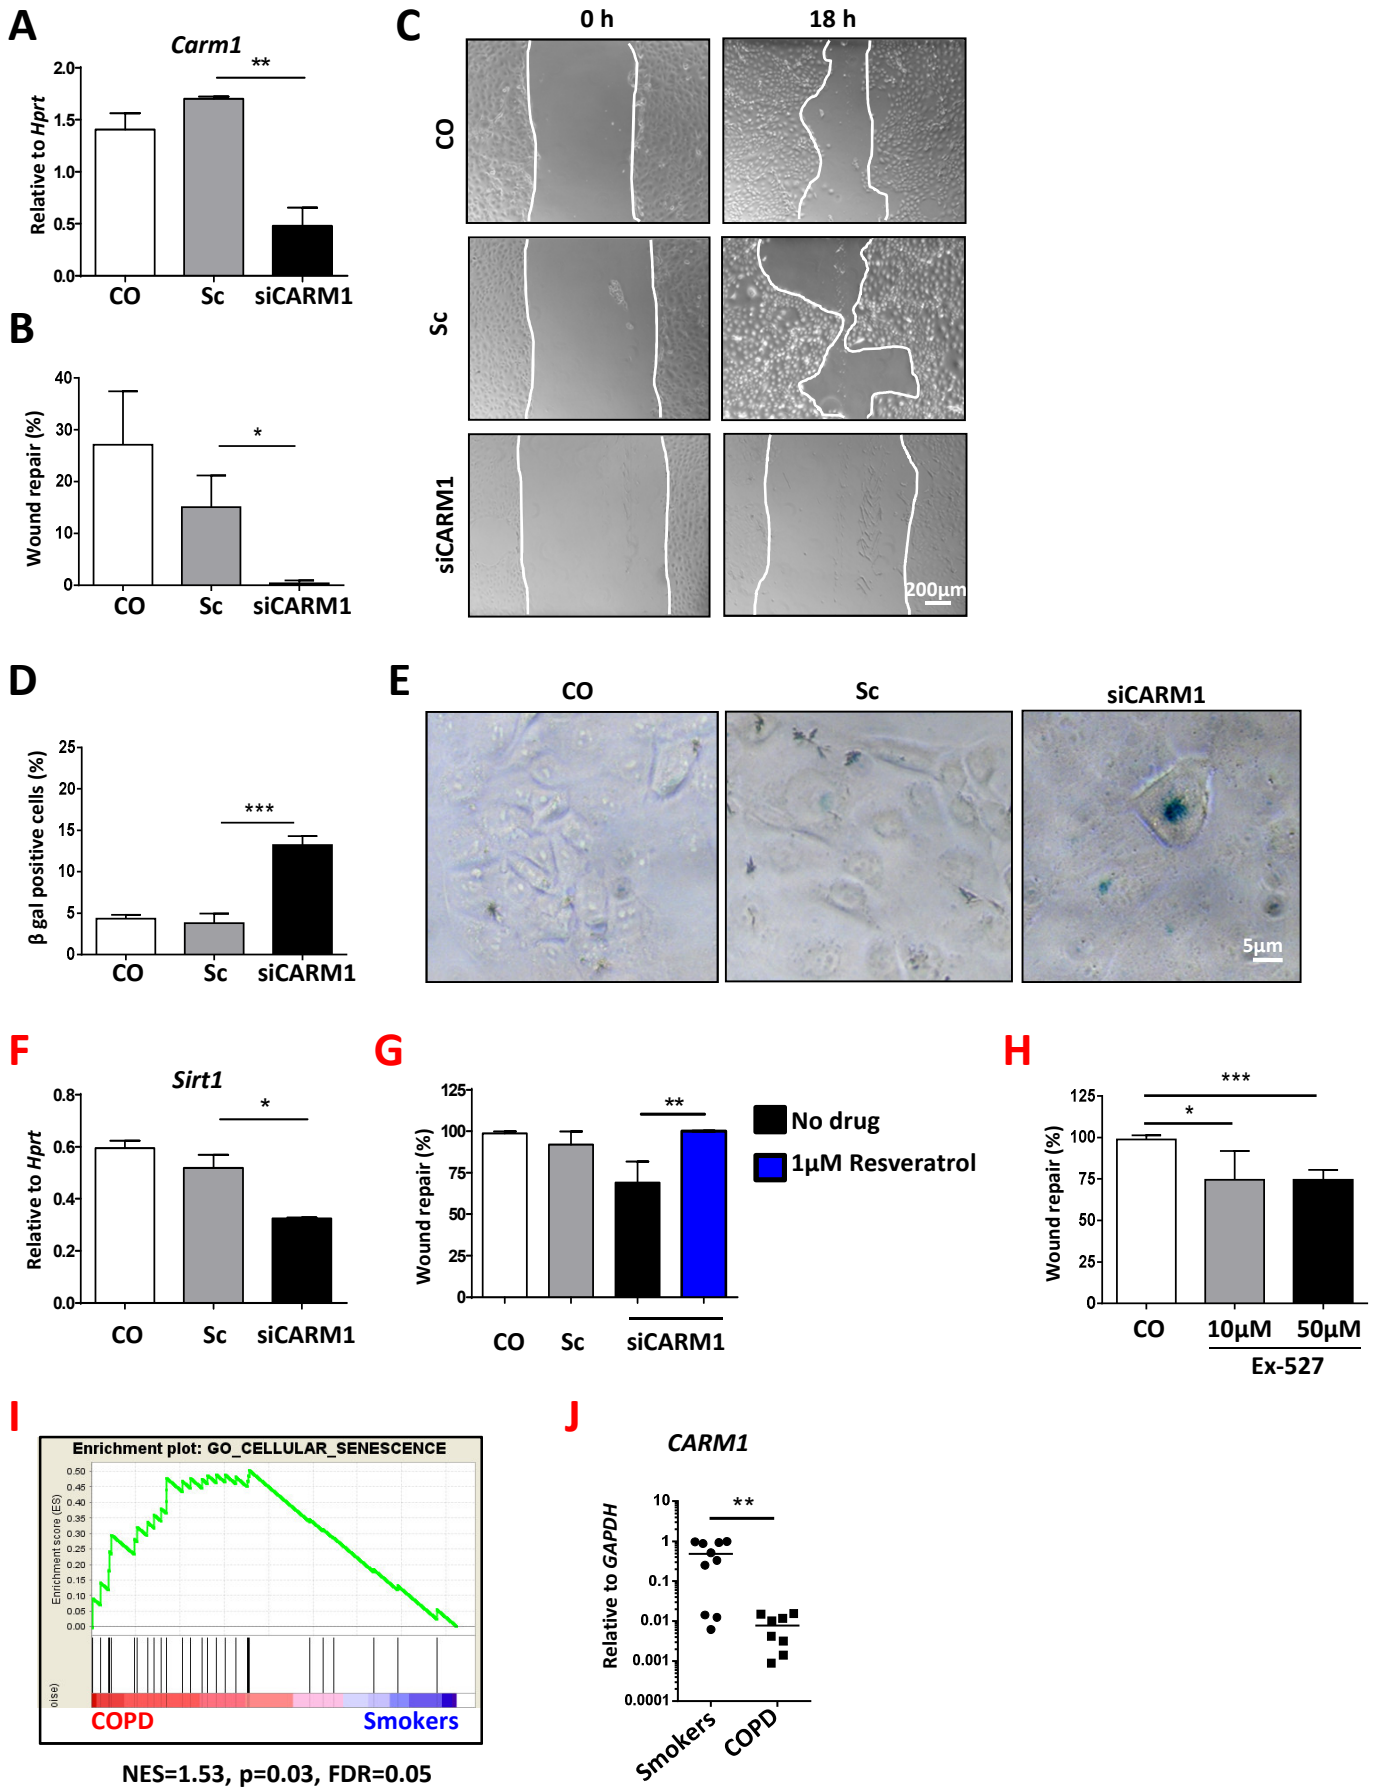 A
Carm1
**
Relative to Hprt
2.0
1.5
1.0
0.5
0.0
CO Sc siCARM1
B
*
Wound repair (%)
40
30
20
10
0
CO Sc siCARM1
C
0 h 18 h
CO
Sc
siCARM1
200µm
D
***
β gal positive cells (%)
25
20
15
10
5
0
CO Sc siCARM1
E
CO Sc siCARM1
5µm
F
Sirt1
*
Relative to Hprt
0.8
0.6
0.4
0.2
0.0
CO Sc siCARM1
G
**
Wound repair (%)
125
100
75
50
25
0
CO Sc siCARM1
No drug
1µM Resveratrol
H
***
*
Wound repair (%)
125
100
75
50
25
0
CO 10µM 50µM
Ex-527
I
Enrichment plot: GO_CELLULAR_SENESCENCE
Enrichment score (ES)
0.50
0.45
0.40
0.35
0.30
0.25
0.20
0.15
0.10
0.05
0.00
oise)
COPD Smokers
NES=1.53, p=0.03, FDR=0.05
J
CARM1
**
Relative to GAPDH
10
1
0.1
0.01
0.001
0.0001
Smokers COPD